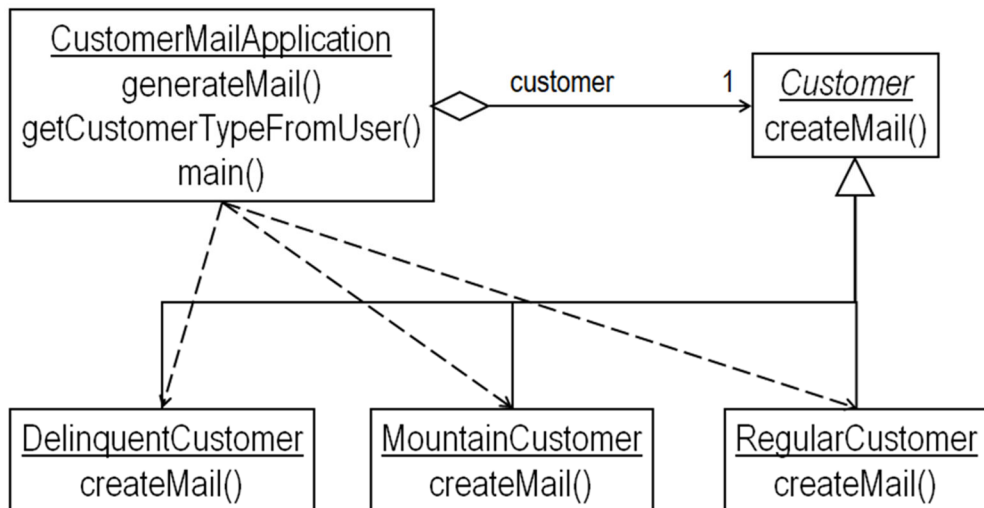 CustomerMailApplication
generateMail()
getCustomerTypeFromUser()
main()
customer
1
Customer
createMail()
DelinquentCustomer
createMail()
MountainCustomer
createMail()
RegularCustomer
createMail()